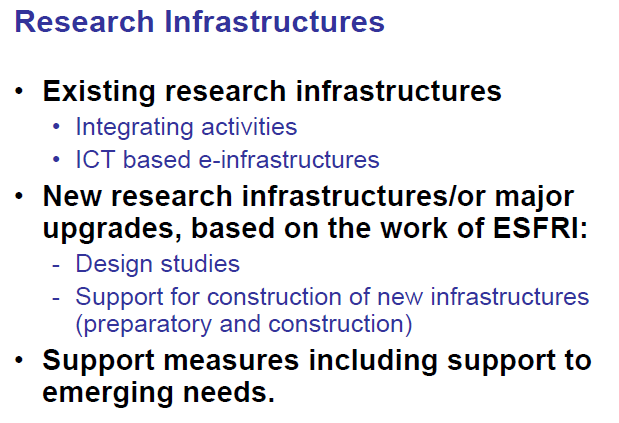 Research Infrastructures
• Existing research infrastructures
• Integrating activities
• ICT based e-infrastructures
• New research infrastructures/or major
upgrades, based on the work of ESFRI:
- Design studies
- Support for construction of new infrastructures
(preparatory and construction)
• Support measures including support to
emerging needs.